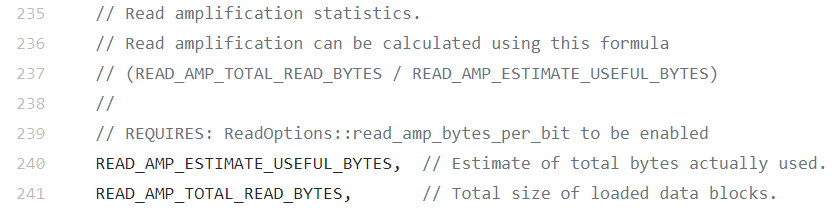 235 // Read amplification statistics.
236 // Read amplification can be calculated using this formula
237 // (READ_AMP_TOTAL_READ_BYTES / READ_AMP_ESTIMATE_USEFUL_BYTES)
238 //
239 // REQUIRES: ReadOptions::read_amp_bytes_per_bit to be enabled
240 READ_AMP_ESTIMATE_USEFUL_BYTES, // Estimate of total bytes actually used.
241 READ_AMP_TOTAL_READ_BYTES, // Total size of loaded data blocks.